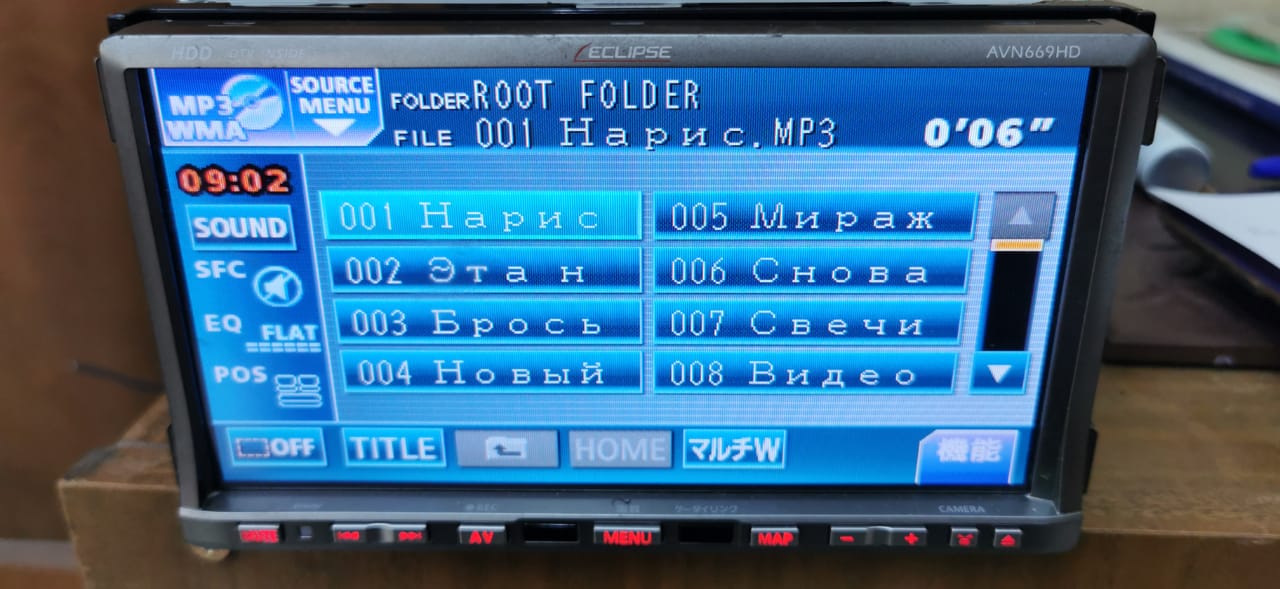 HDD DTV INSIDE ECLIPSE AVN669HD
MP3 WMA
SOURCE MENU
FOLDER ROOT FOLDER
FILE 001 Нарис.MP3 0'06"
09:02
SOUND
SFC
EQ FLAT
POS
001 Нарис
002 Этан
003 Брось
004 Новый
005 Мираж
006 Снова
007 Свечи
008 Видео
OFF TITLE HOME マルチW 機能
CAMERA
AV MENU MAP - +